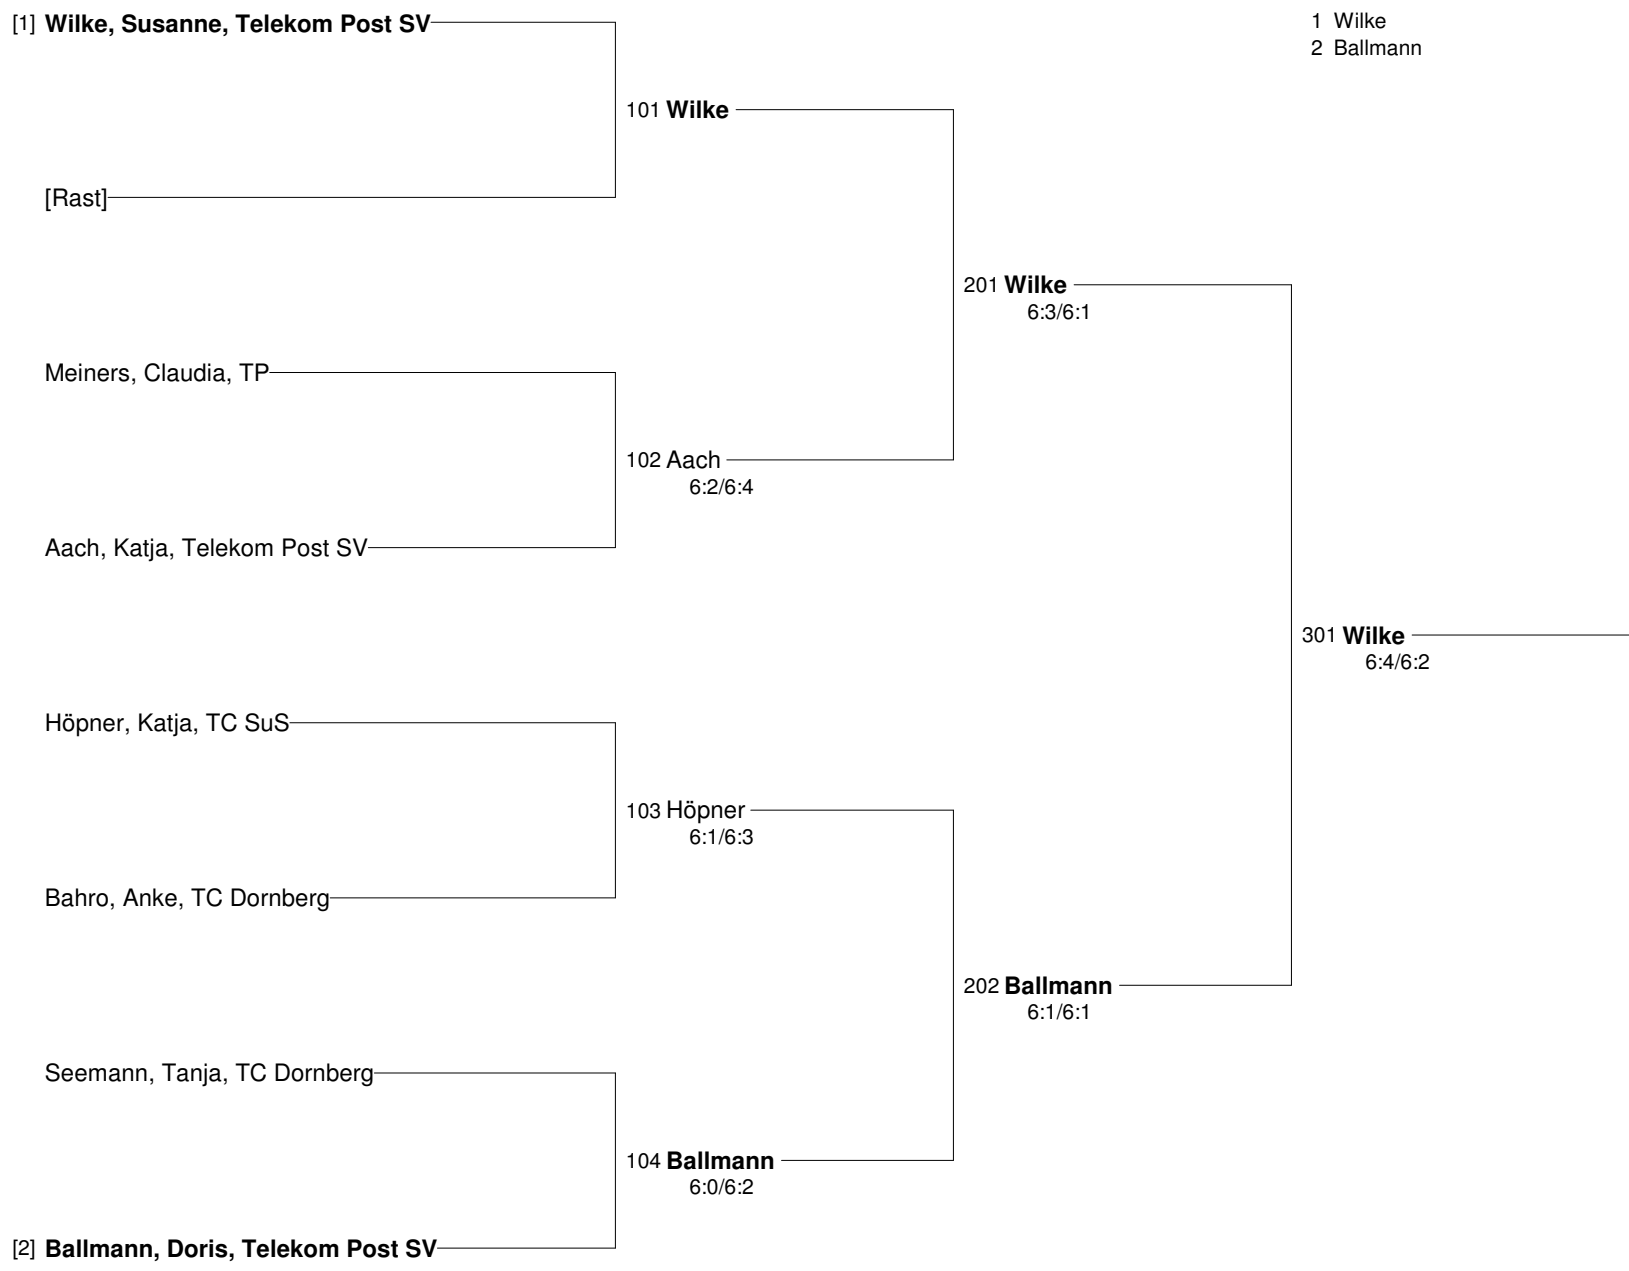 [1] Wilke, Susanne, Telekom Post SV
1 Wilke
2 Ballmann
101 Wilke
[Rast]
201 Wilke
6:3/6:1
Meiners, Claudia, TP
102 Aach
6:2/6:4
Aach, Katja, Telekom Post SV
301 Wilke
6:4/6:2
Höpner, Katja, TC SuS
103 Höpner
6:1/6:3
Bahro, Anke, TC Dornberg
202 Ballmann
6:1/6:1
Seemann, Tanja, TC Dornberg
104 Ballmann
6:0/6:2
[2] Ballmann, Doris, Telekom Post SV